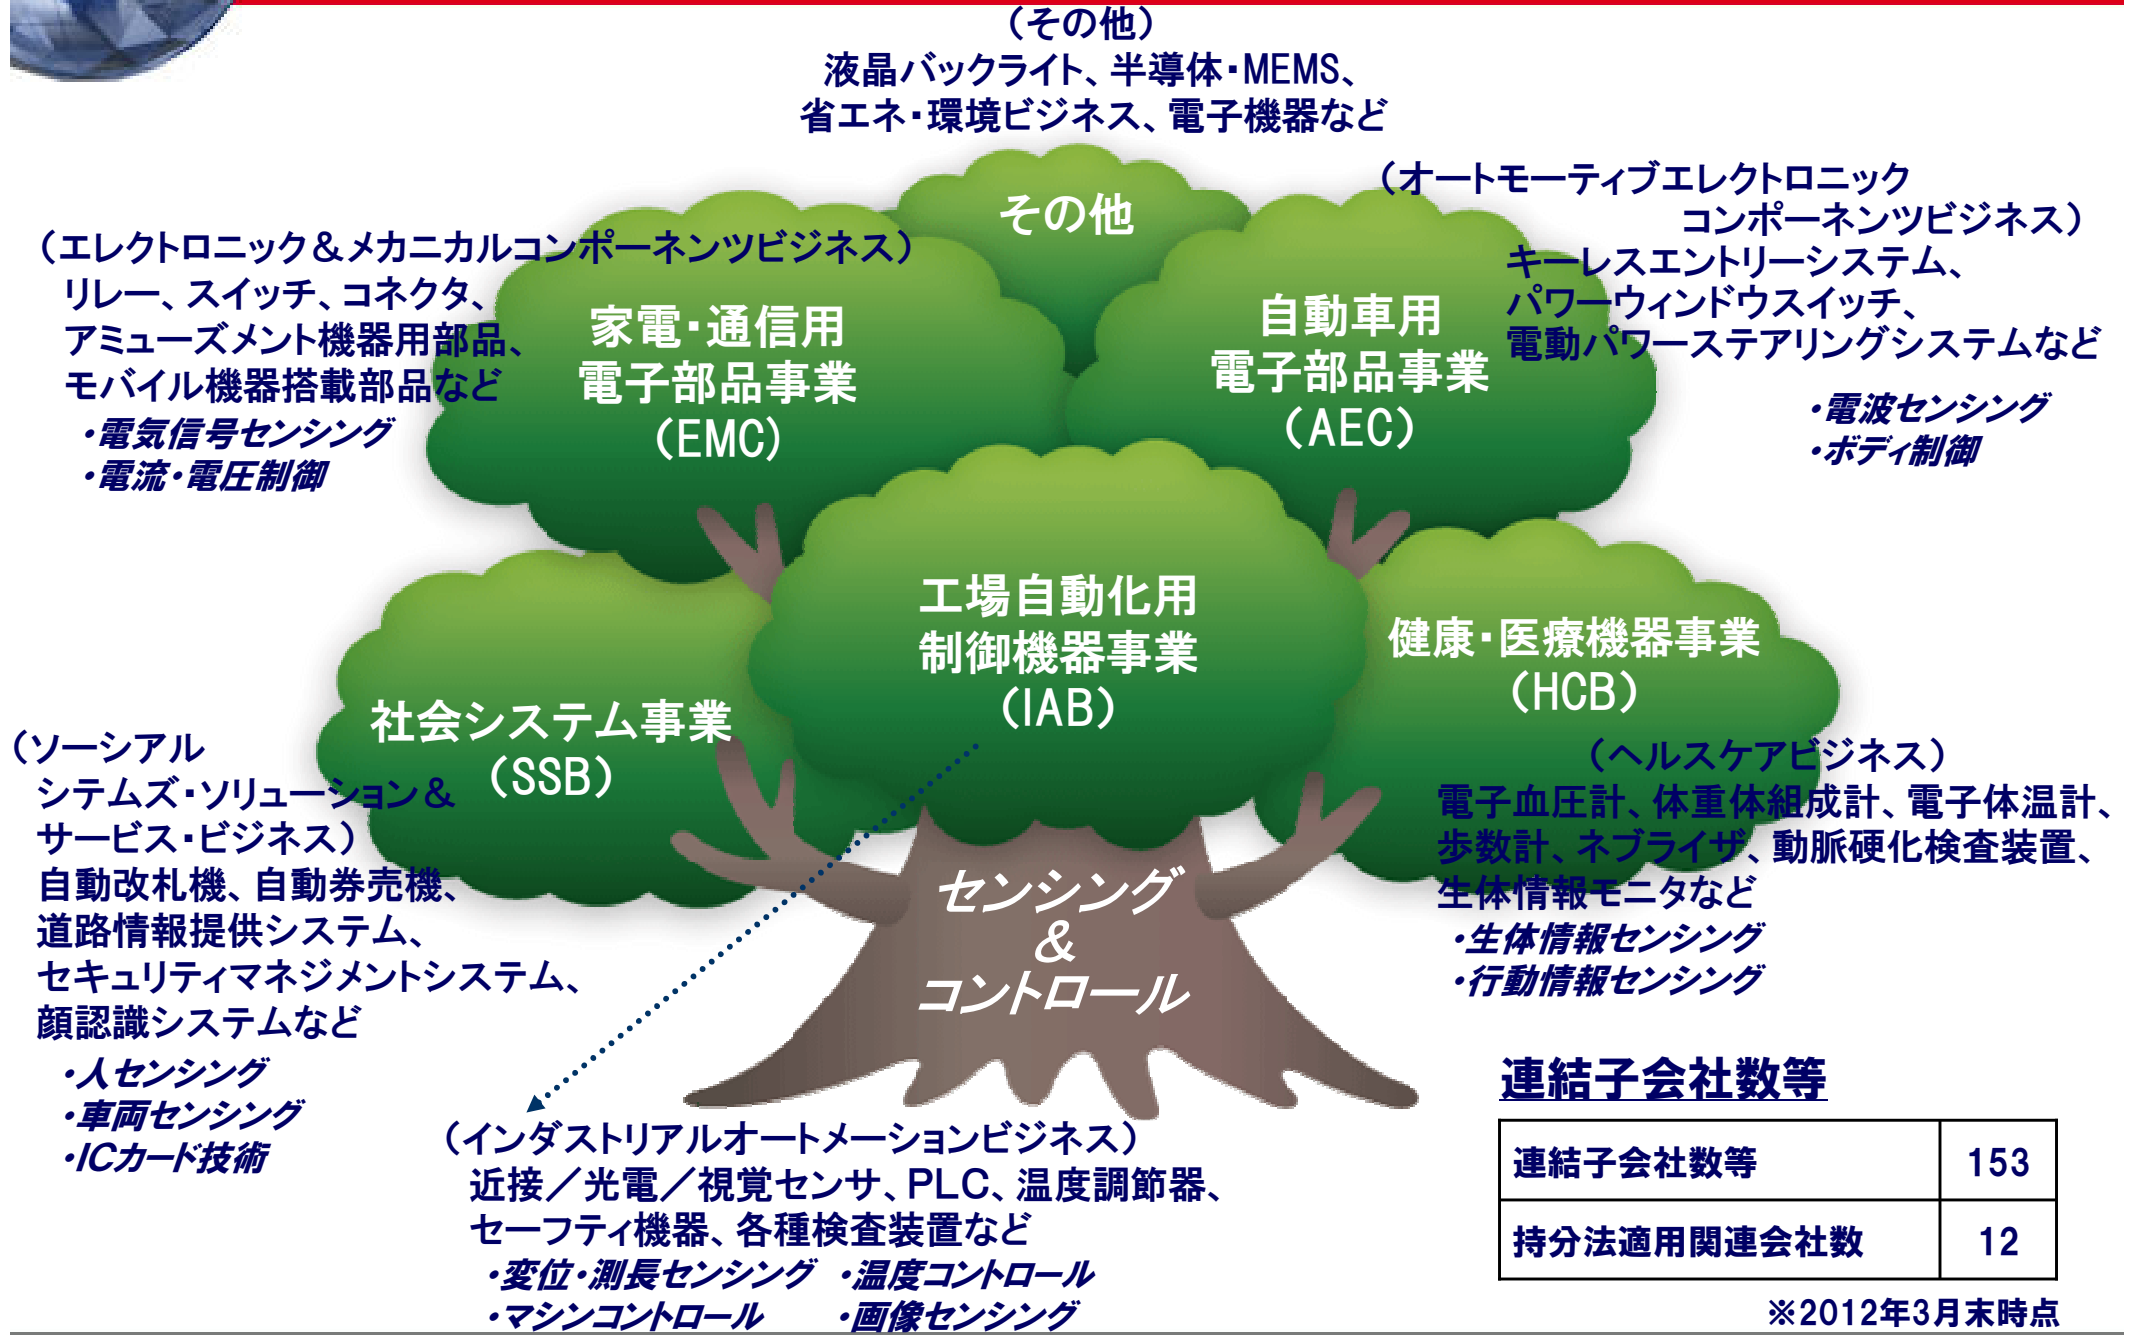 （その他）
液晶バックライト、半導体・MEMS、
省エネ・環境ビジネス、電子機器など
その他
（エレクトロニック＆メカニカルコンポーネンツビジネス）
リレー、スイッチ、コネクタ、
アミューズメント機器用部品、
モバイル機器搭載部品など
・電気信号センシング
・電流・電圧制御
家電・通信用
電子部品事業
（EMC）
（オートモーティブエレクトロニック
コンポーネンツビジネス）
キーレスエントリーシステム、
パワーウィンドウスイッチ、
電動パワーステアリングシステムなど
・電波センシング
・ボディ制御
自動車用
電子部品事業
（AEC）
工場自動化用
制御機器事業
（IAB）
健康・医療機器事業
（HCB）
（ヘルスケアビジネス）
電子血圧計、体重体組成計、電子体温計、
歩数計、ネブライザ、動脈硬化検査装置、
生体情報モニタなど
・生体情報センシング
・行動情報センシング
社会システム事業
（SSB）
（ソーシアル
システムズ・ソリューション＆
サービス・ビジネス）
自動改札機、自動券売機、
道路情報提供システム、
セキュリティマネジメントシステム、
顔認識システムなど
・人センシング
・車両センシング
・ICカード技術
センシング
＆
コントロール
（インダストリアルオートメーションビジネス）
近接／光電／視覚センサ、PLC、温度調節器、
セーフティ機器、各種検査装置など
・変位・測長センシング ・温度コントロール
・マシンコントロール ・画像センシング
連結子会社数等
連結子会社数等 153
持分法適用関連会社数 12
※2012年3月末時点